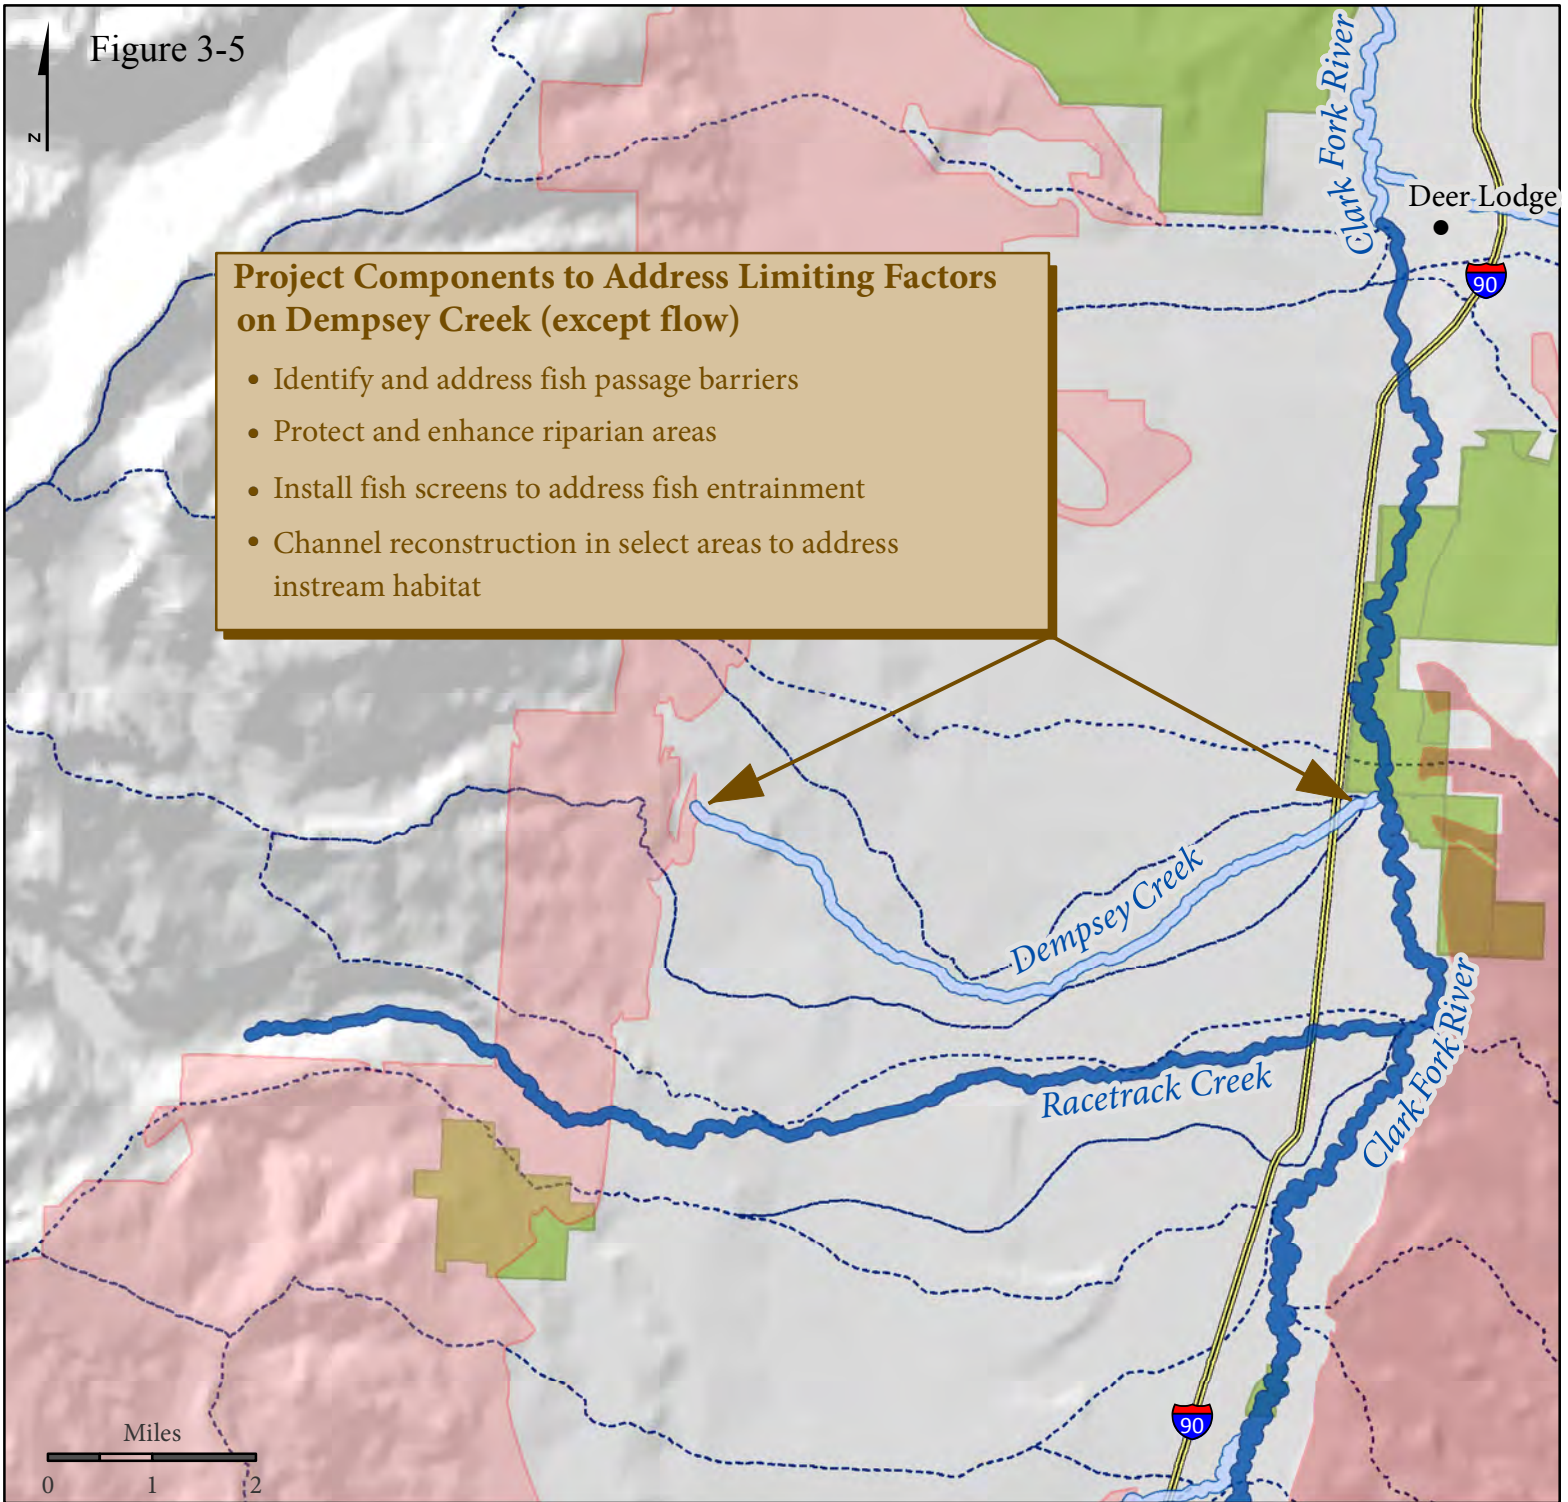 Figure 3-5
N
Clark Fork River
Deer Lodge
90
Project Components to Address Limiting Factors
on Dempsey Creek (except flow)
• Identify and address fish passage barriers
• Protect and enhance riparian areas
• Install fish screens to address fish entrainment
• Channel reconstruction in select areas to address
instream habitat
Dempsey Creek
Racetrack Creek
Clark Fork River
90
Miles
0 1 2